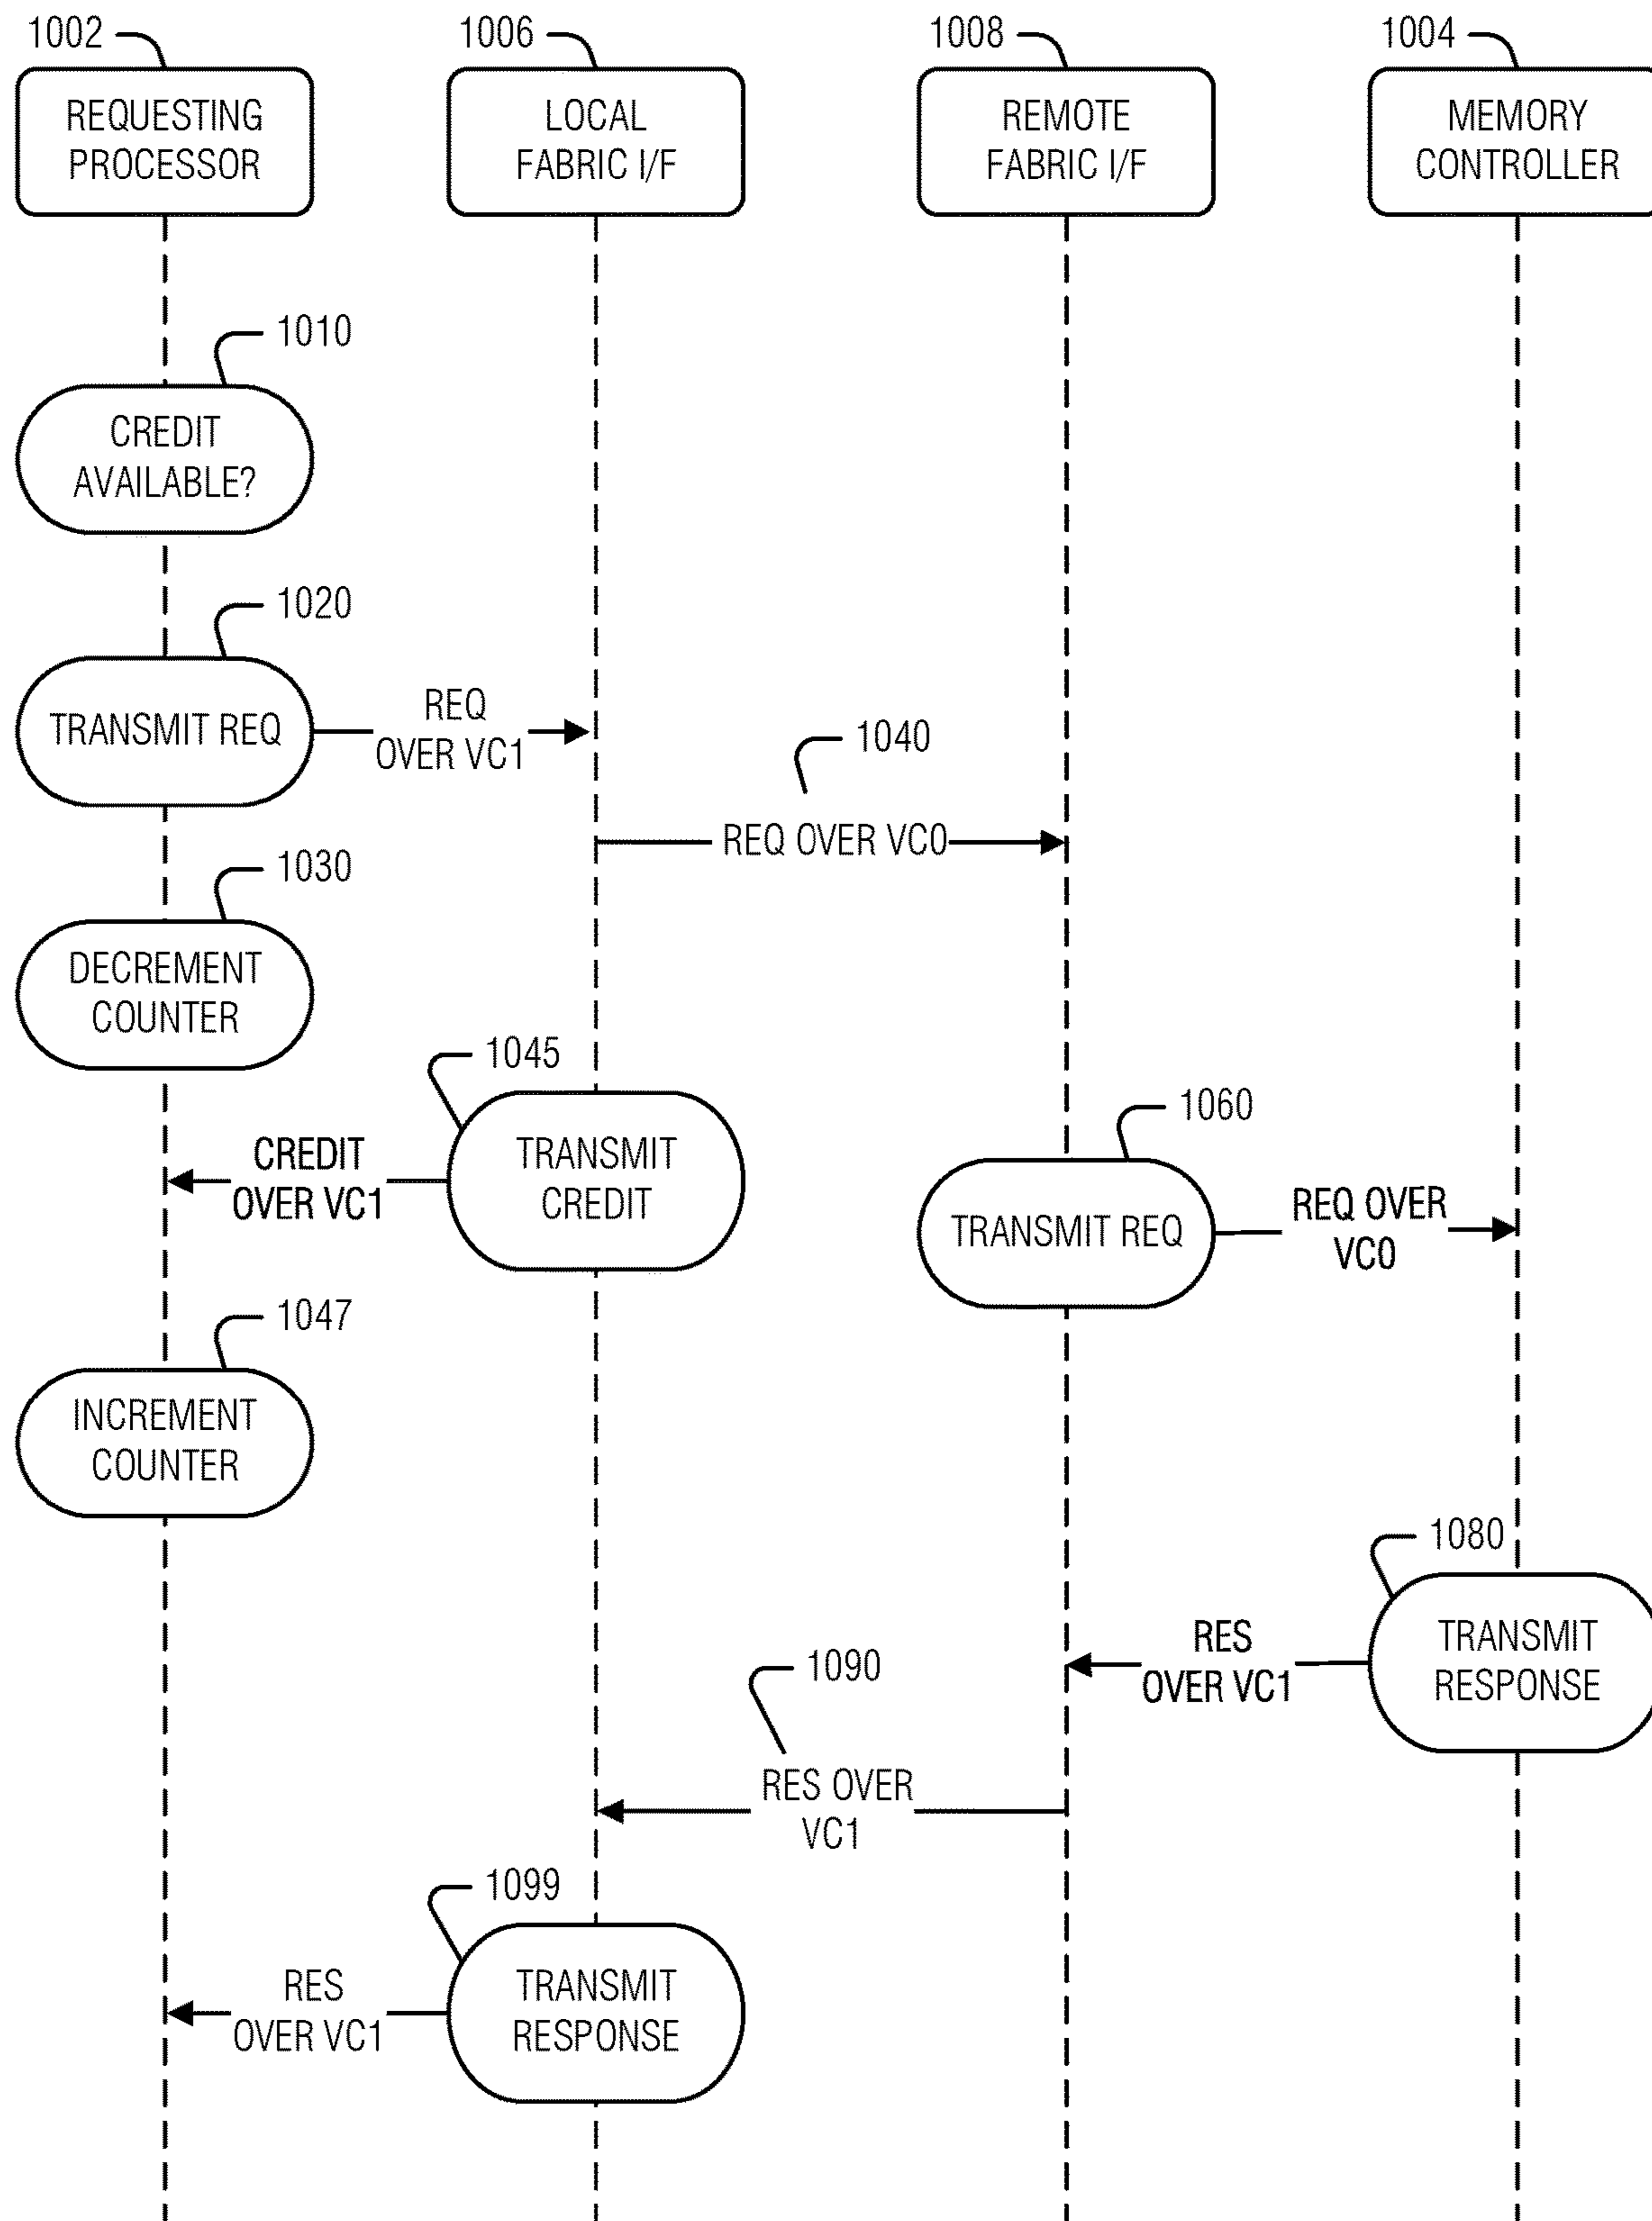 1002
1006
1008
1004
REQUESTING
PROCESSOR
LOCAL
FABRIC I/F
REMOTE
FABRIC I/F
MEMORY
CONTROLLER
1010
CREDIT
AVAILABLE?
1020
TRANSMIT REQ
REQ
OVER VC1
1040
REQ OVER VC0
1030
DECREMENT
COUNTER
1045
TRANSMIT
CREDIT
CREDIT
OVER VC1
1060
TRANSMIT REQ
REQ OVER
VC0
1047
INCREMENT
COUNTER
1080
TRANSMIT
RESPONSE
RES
OVER VC1
1090
RES OVER
VC1
1099
TRANSMIT
RESPONSE
RES
OVER VC1